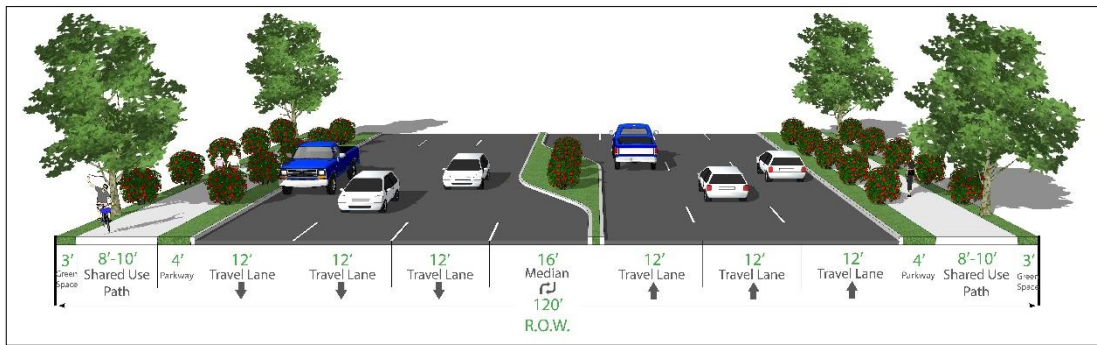 3'
Green
Space
8'-10'
Shared Use
Path
4'
Parkway
12'
Travel Lane
12'
Travel Lane
12'
Travel Lane
16'
Median
12'
Travel Lane
12'
Travel Lane
12'
Travel Lane
4'
Parkway
8'-10'
Shared Use
Path
3'
Green
Space
120'
R.O.W.